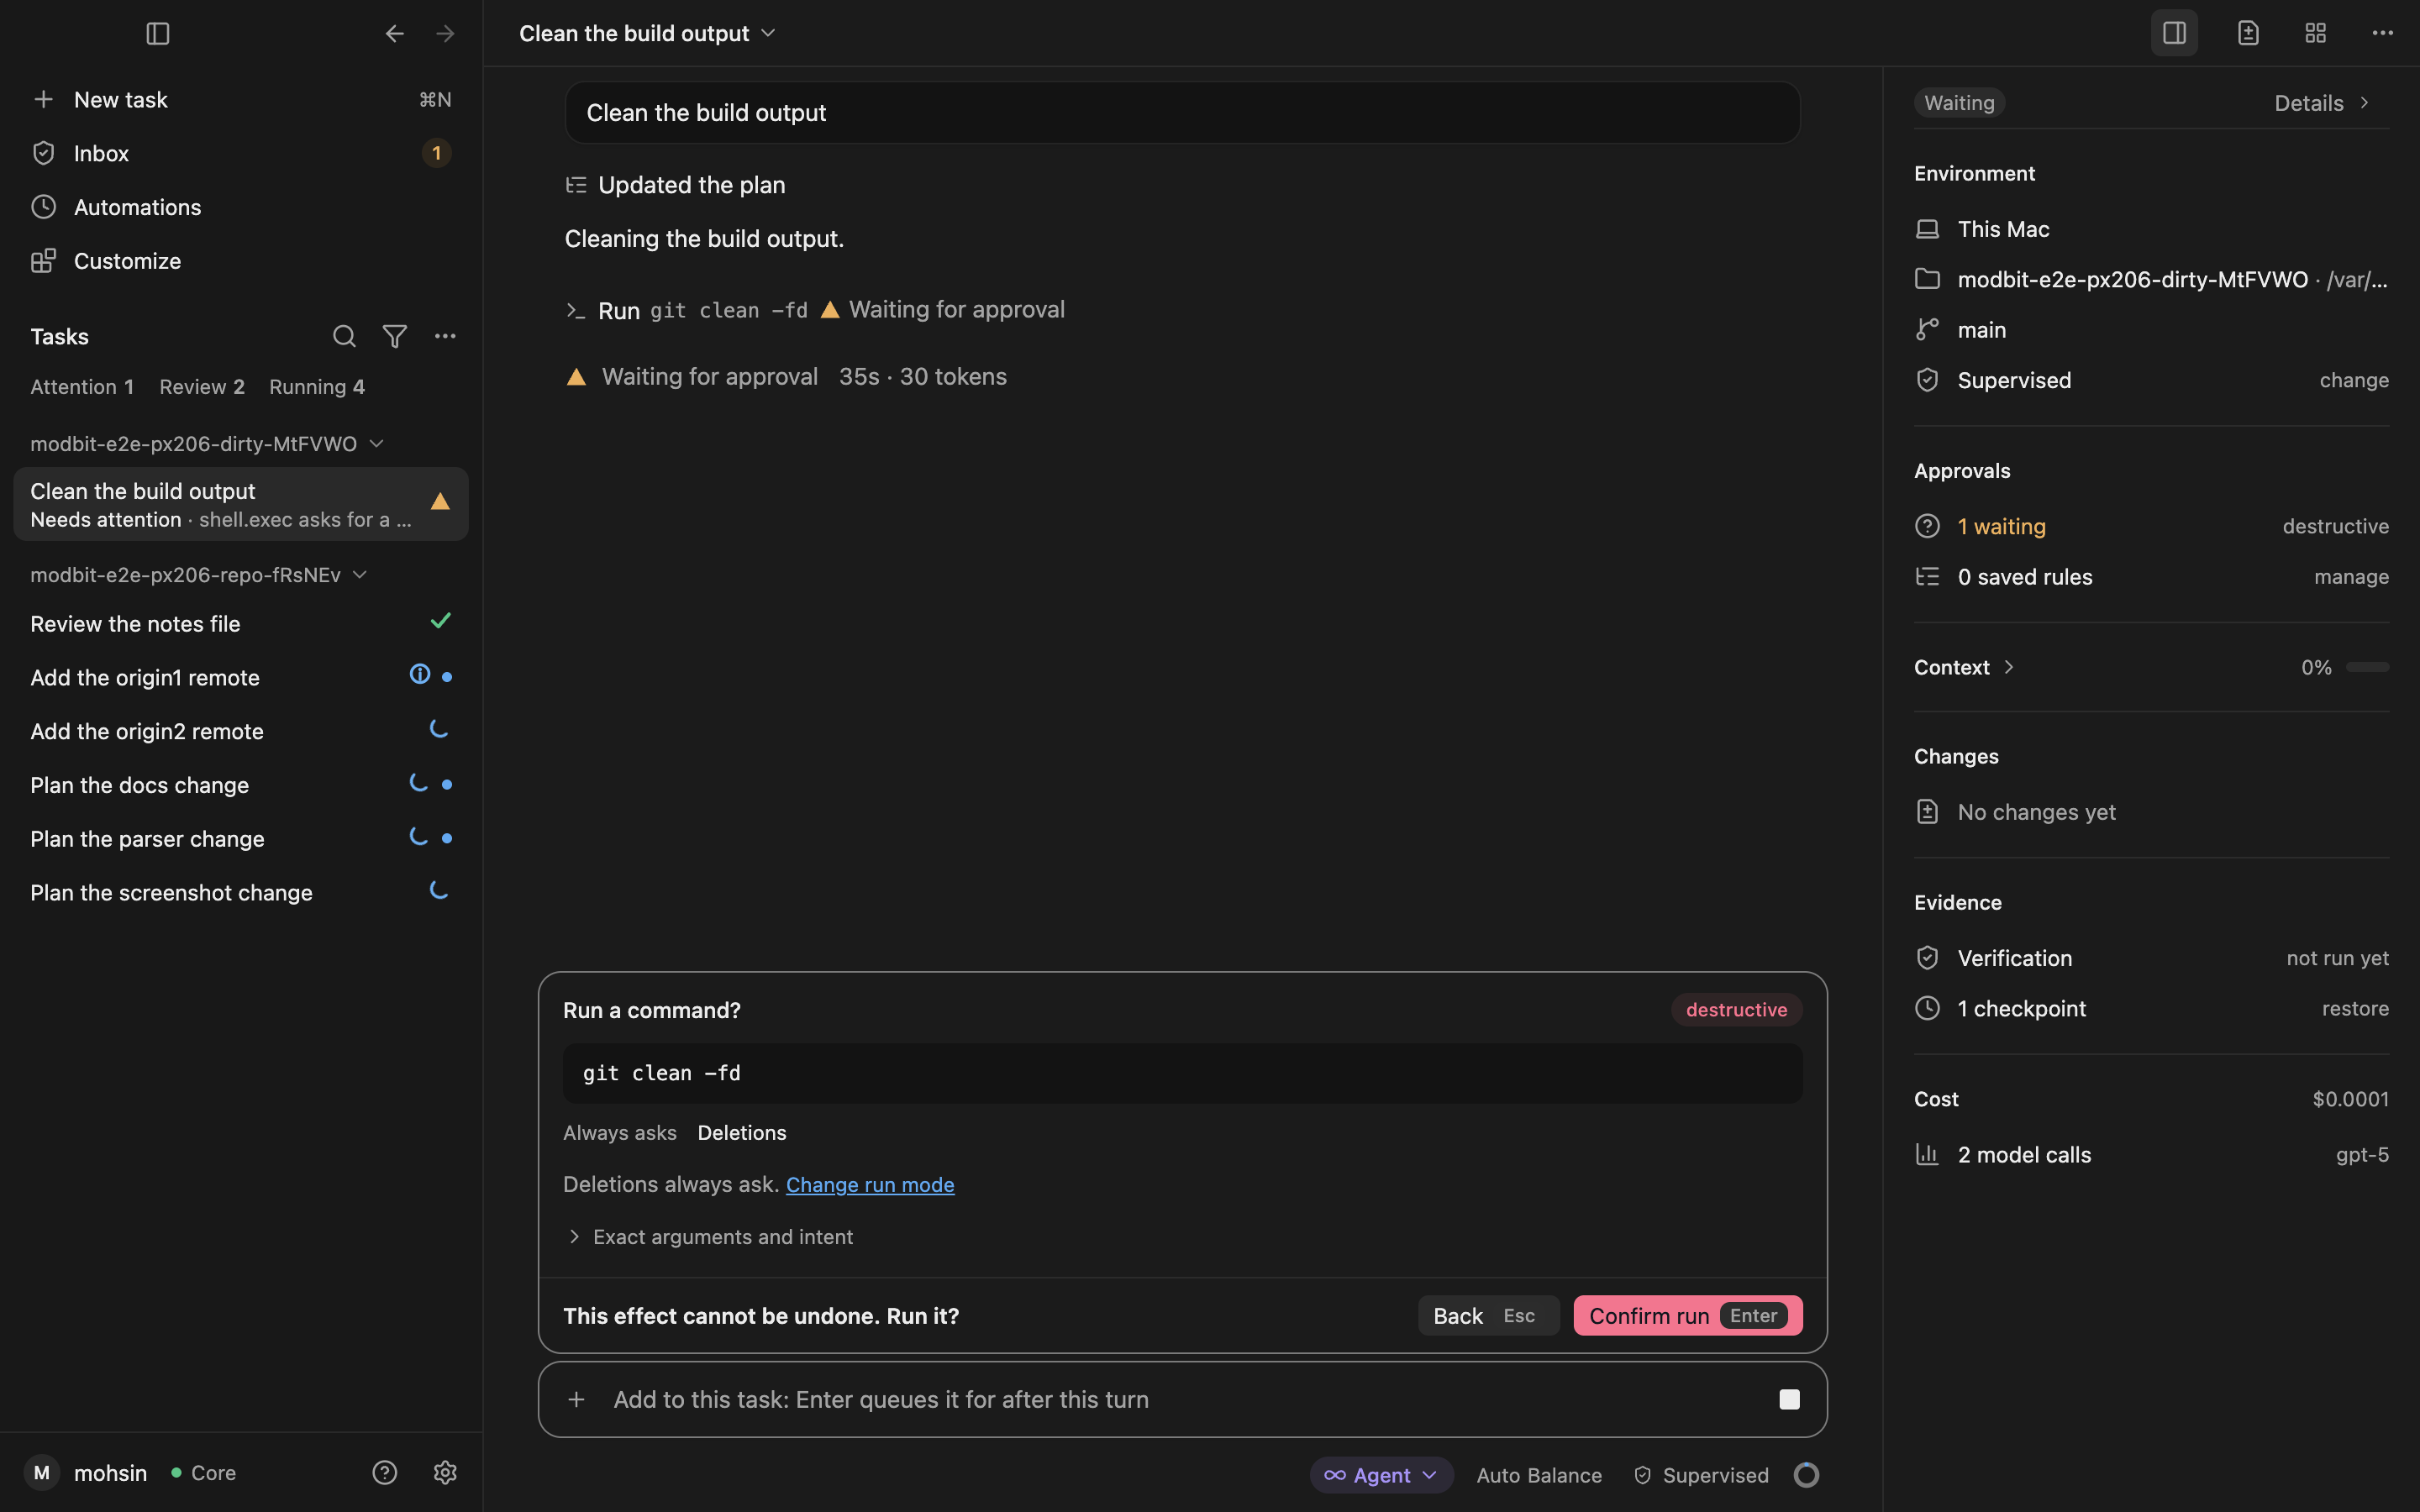 New task ⌘N
Inbox 1
Automations
Customize
Tasks
Attention 1 Review 2 Running 4
modbit-e2e-px206-dirty-MtFVWO
Clean the build output
Needs attention · shell.exec asks for a ...
modbit-e2e-px206-repo-fRsNEv
Review the notes file
Add the origin1 remote
Add the origin2 remote
Plan the docs change
Plan the parser change
Plan the screenshot change
M mohsin Core
Clean the build output
Clean the build output
Updated the plan
Cleaning the build output.
Run git clean -fd Waiting for approval
Waiting for approval 35s · 30 tokens
Run a command? destructive
git clean -fd
Always asks Deletions
Deletions always ask. Change run mode
Exact arguments and intent
This effect cannot be undone. Run it? Back Esc Confirm run Enter
Add to this task: Enter queues it for after this turn
Agent Auto Balance Supervised
Waiting Details
Environment
This Mac
modbit-e2e-px206-dirty-MtFVWO · /var/...
main
Supervised change
Approvals
1 waiting destructive
0 saved rules manage
Context 0%
Changes
No changes yet
Evidence
Verification not run yet
1 checkpoint restore
Cost $0.0001
2 model calls gpt-5